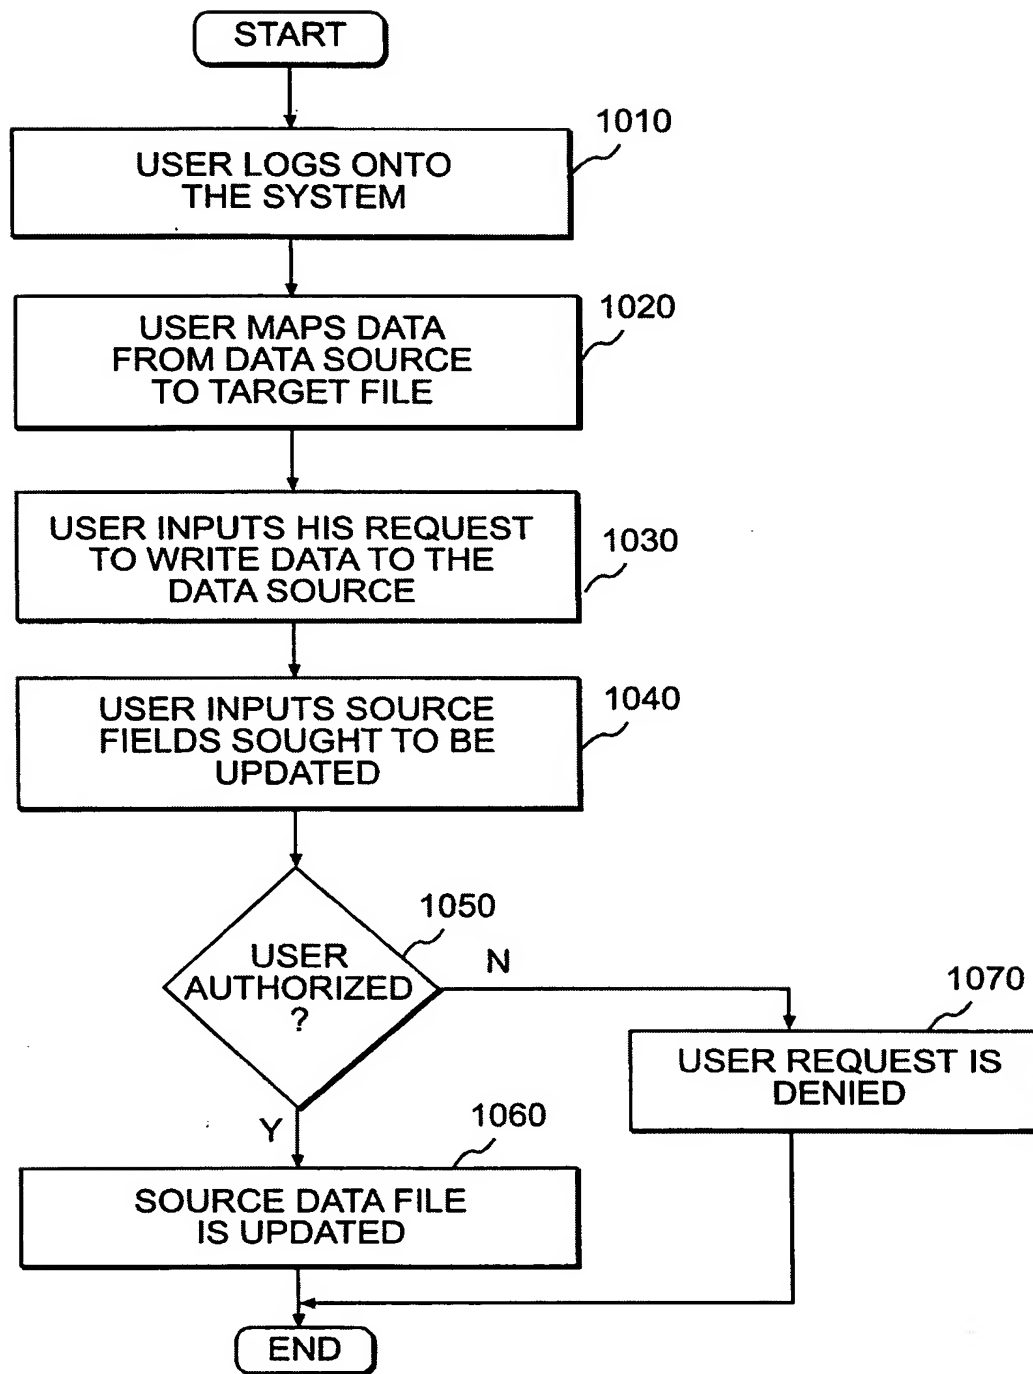 START
1010
USER LOGS ONTO
THE SYSTEM
1020
USER MAPS DATA
FROM DATA SOURCE
TO TARGET FILE
USER INPUTS HIS REQUEST
TO WRITE DATA TO THE
DATA SOURCE
1030
USER INPUTS SOURCE
FIELDS SOUGHT TO BE
UPDATED
1040
1050
USER
AUTHORIZED
?
N
1070
USER REQUEST IS
DENIED
Y
1060
SOURCE DATA FILE
IS UPDATED
END